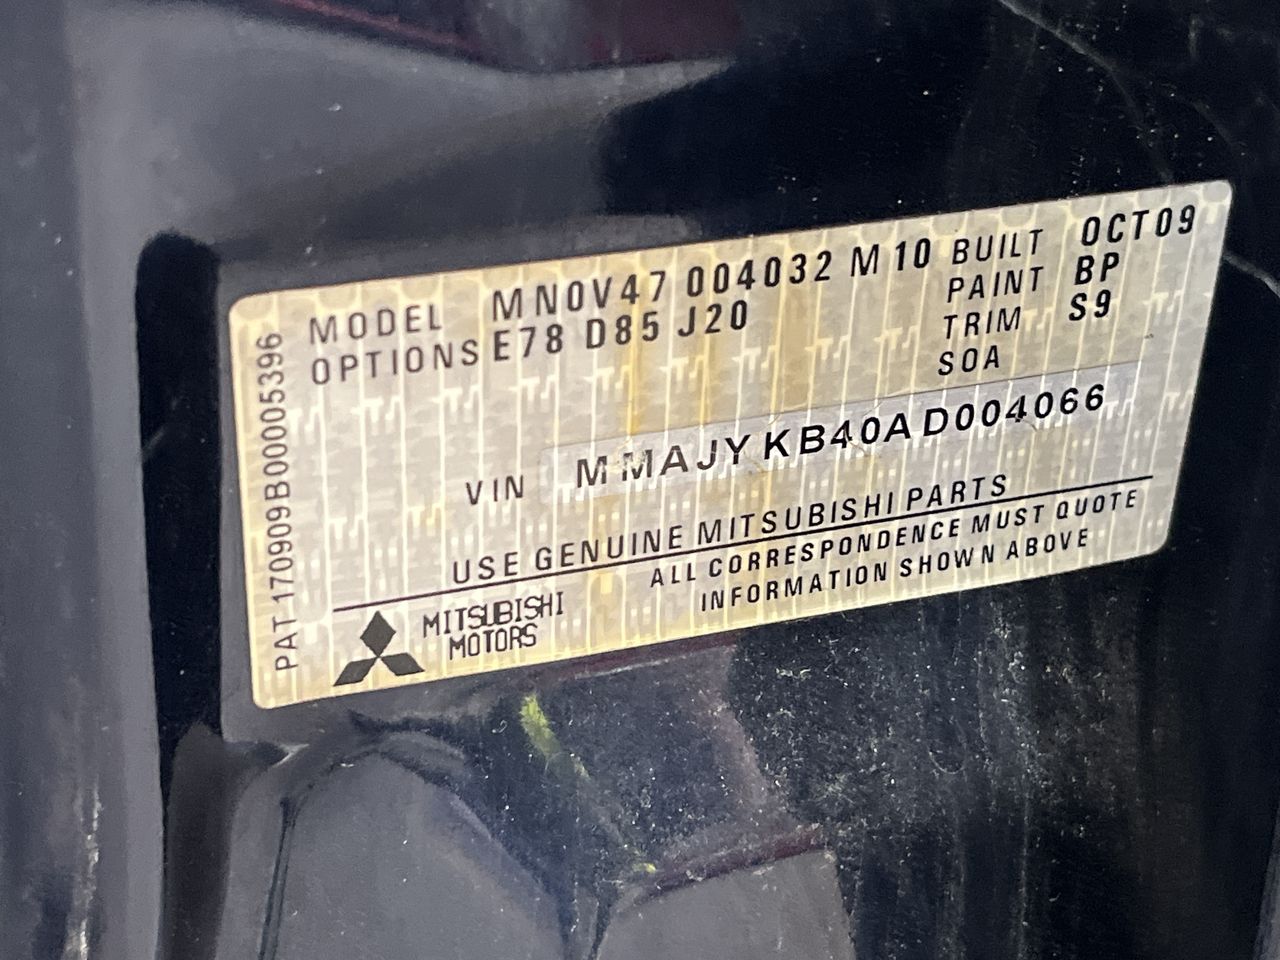 MODEL MN0V47 004032 M10 BUILT OCT09
OPTIONS E78 D85 J20 PAINT BP
TRIM S9
SOA
VIN MMAJYKB40AD004066
USE GENUINE MITSUBISHI PARTS
MITSUBISHI
MOTORS
ALL CORRESPONDENCE MUST QUOTE
INFORMATION SHOWN ABOVE
PAT 170909B00005396